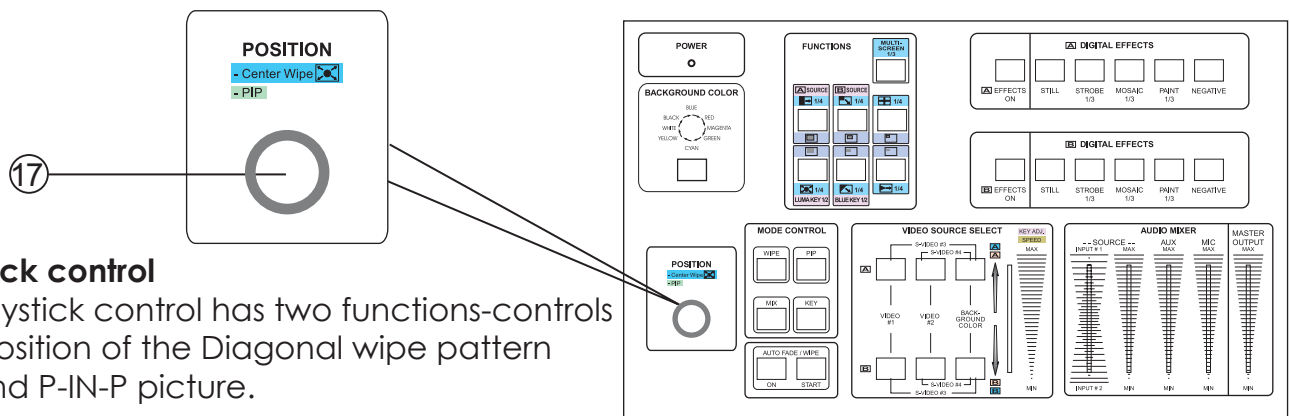 POSITION
- Center Wipe
- PIP
17
ck control
ystick control has two functions-controls
osition of the Diagonal wipe pattern
nd P-IN-P picture.
POWER
BACKGROUND COLOR
BLUE
BLACK RED
WHITE MAGENTA
YELLOW GREEN
CYAN
FUNCTIONS
MULTI-
SCREEN
1/3
A SOURCE B SOURCE
1/4 1/4 1/4
1/4 1/4 1/4
LUMA KEY 1/2 BLUE KEY 1/2
A DIGITAL EFFECTS
A EFFECTS STILL STROBE MOSAIC PAINT NEGATIVE
ON 1/3 1/3 1/3
B DIGITAL EFFECTS
B EFFECTS STILL STROBE MOSAIC PAINT NEGATIVE
ON 1/3 1/3 1/3
POSITION
- Center Wipe
- PIP
MODE CONTROL
WIPE PIP
MIX KEY
AUTO FADE / WIPE
ON START
VIDEO SOURCE SELECT
S-VIDEO #3
S-VIDEO #4
A
VIDEO VIDEO BACK-
#1 #2 GROUND
COLOR
B
S-VIDEO #4
S-VIDEO #3
A
A
B
B
KEY ADJ.
SPEED
MAX
MIN
AUDIO MIXER
-- SOURCE -- AUX MIC MASTER
OUTPUT
INPUT # 1 MAX MAX MAX
INPUT # 2 MIN MIN MIN